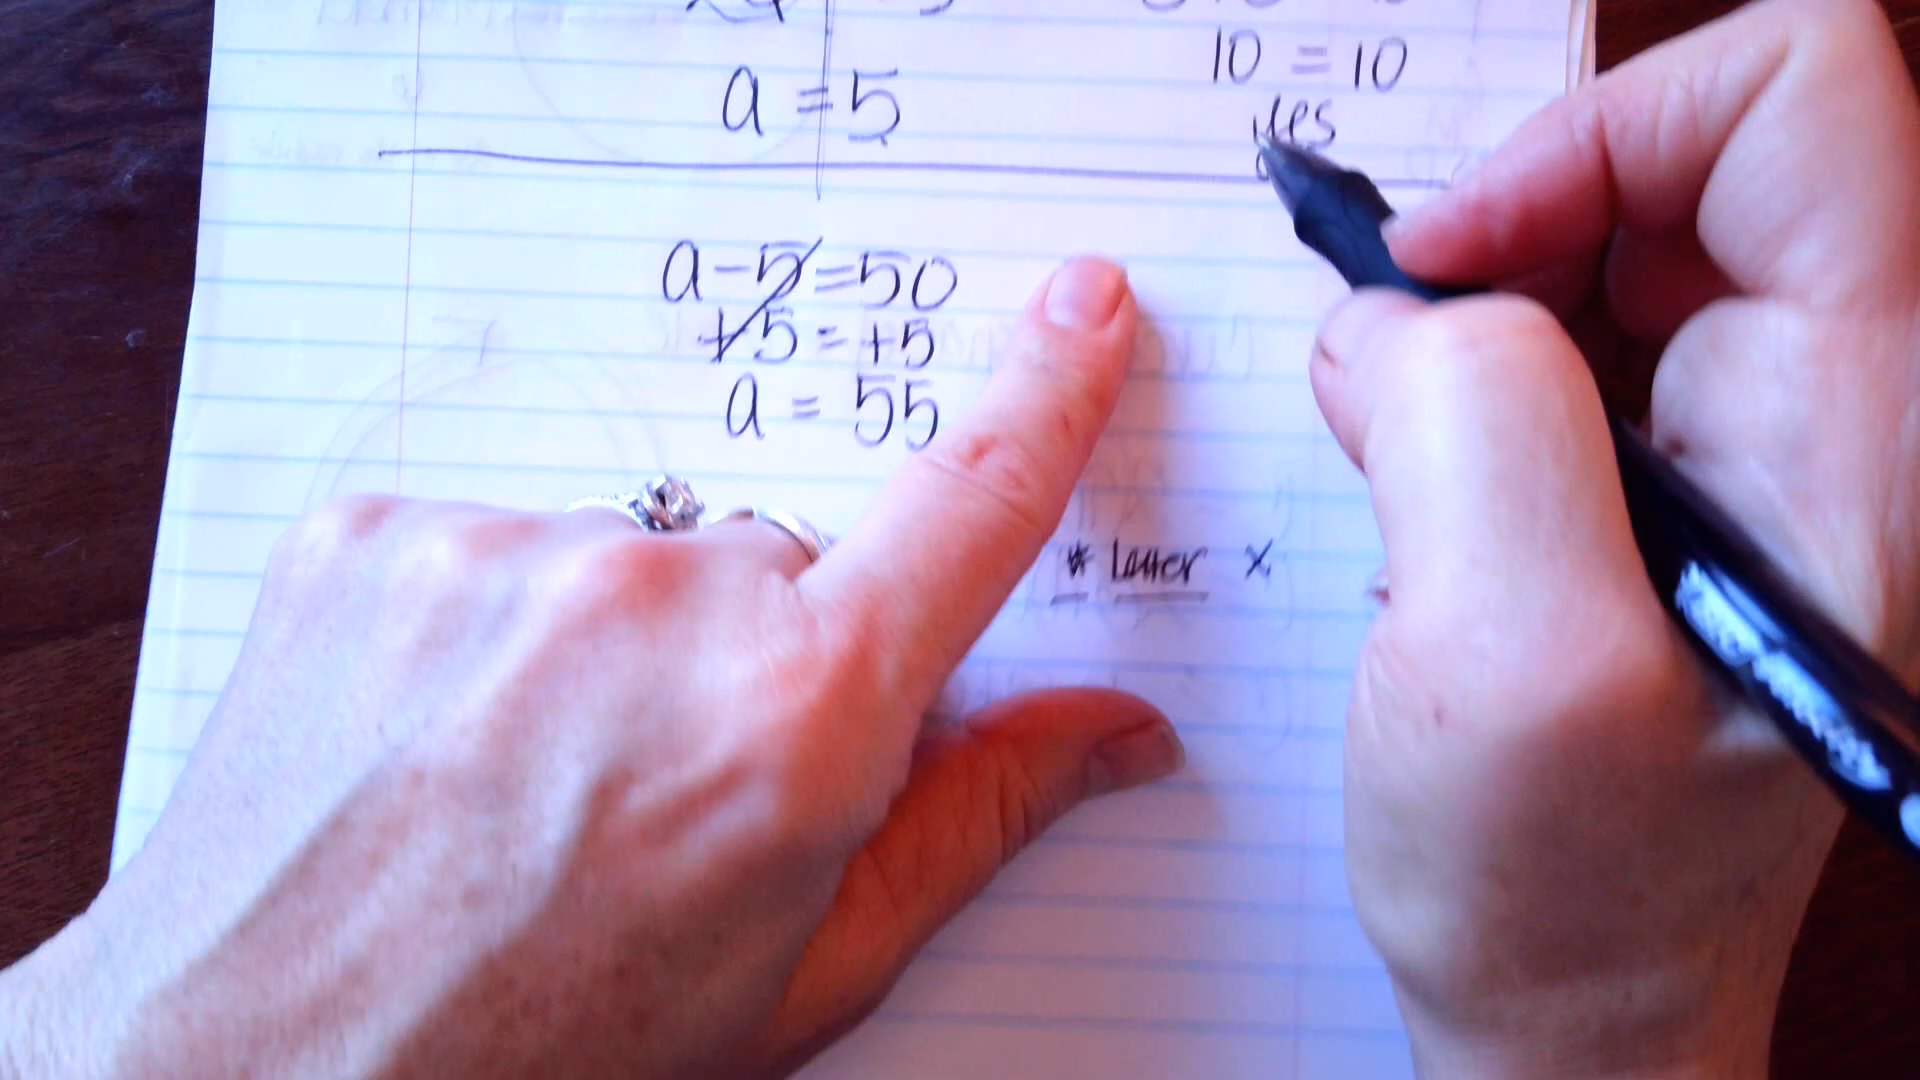 10 = 10
a = 5
yes
a - 5 = 50
+5 = +5
a = 55
* Letter x